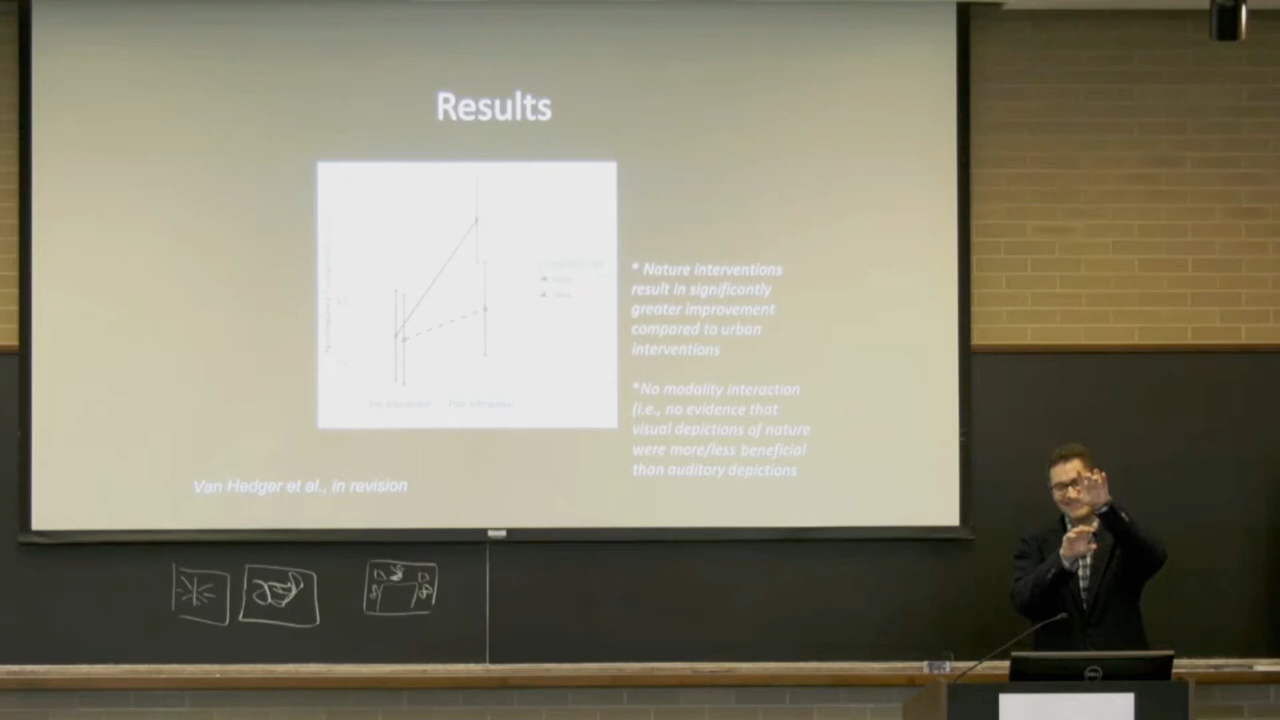 Results
* Nature interventions
result in significantly
greater improvement
compared to urban
interventions
*No modality interaction
(i.e., no evidence that
visual depictions of nature
were more/less beneficial
than auditory depictions
Van Hedger et al., in revision
DELL